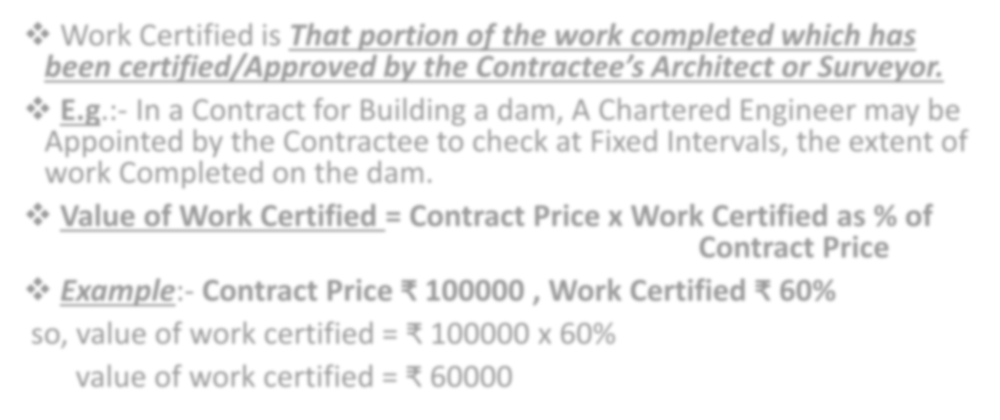 ❖ Work Certified is That portion of the work completed which has
been certified/Approved by the Contractee’s Architect or Surveyor.
❖ E.g.:- In a Contract for Building a dam, A Chartered Engineer may be
Appointed by the Contractee to check at Fixed Intervals, the extent of
work Completed on the dam.
❖ Value of Work Certified = Contract Price x Work Certified as % of
Contract Price
❖ Example:- Contract Price ₹ 100000 , Work Certified ₹ 60%
so, value of work certified = ₹ 100000 x 60%
value of work certified = ₹ 60000